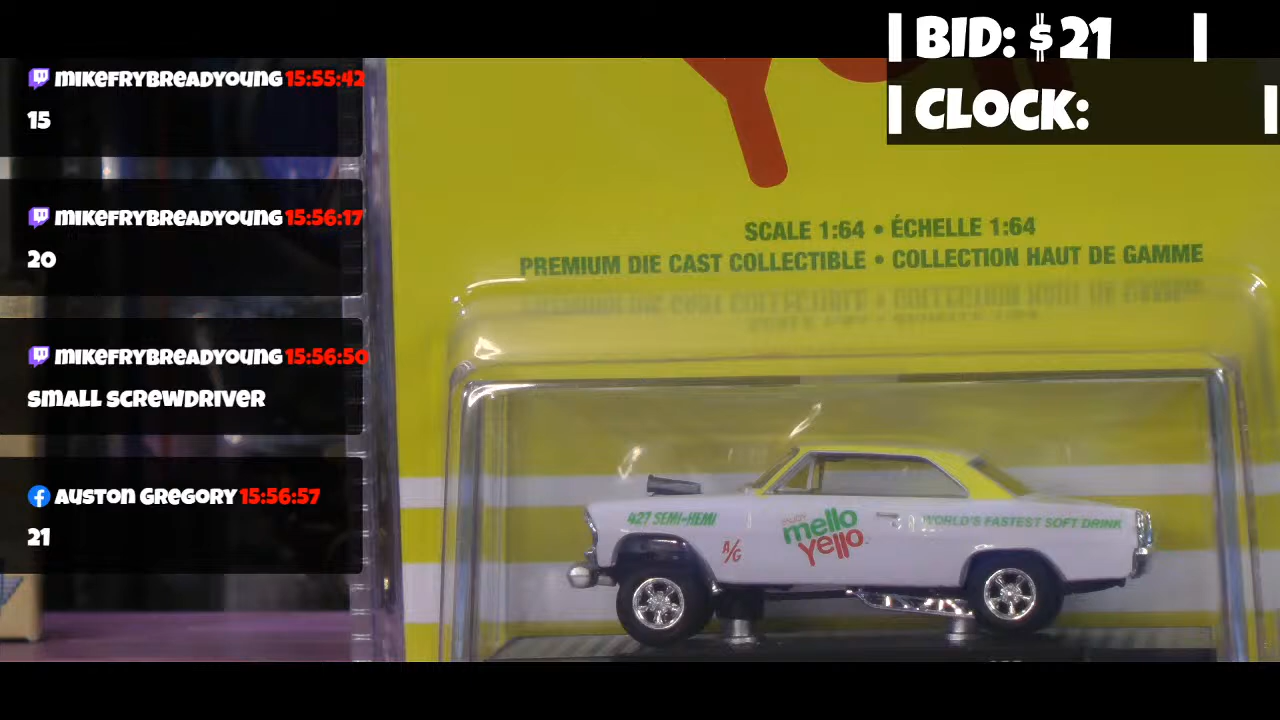 | BID: $21 |
| CLOCK: |
mikefrybreadyoung 15:55:42
15
mikefrybreadyoung 15:56:17
20
mikefrybreadyoung 15:56:50
small screwdriver
Auston Gregory 15:56:57
21
SCALE 1:64 • ÉCHELLE 1:64
PREMIUM DIE CAST COLLECTIBLE • COLLECTION HAUT DE GAMME
427 SEMI-HEMI
A/G
mello
yello
WORLD'S FASTEST SOFT DRINK